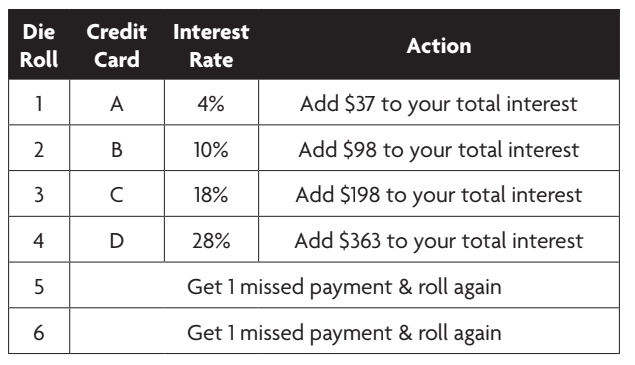 Die Roll Credit Card Interest Rate Action
1 A 4% Add $37 to your total interest
2 B 10% Add $98 to your total interest
3 C 18% Add $198 to your total interest
4 D 28% Add $363 to your total interest
5 Get 1 missed payment & roll again
6 Get 1 missed payment & roll again